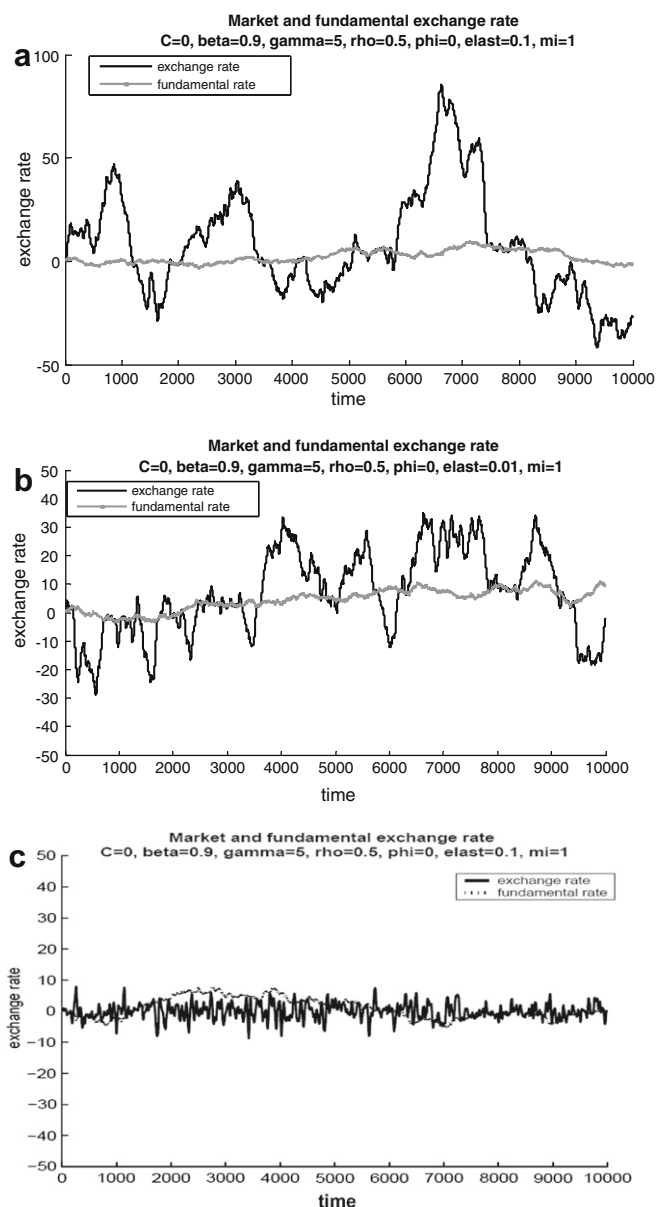 Market and fundamental exchange rate
C=0, beta=0.9, gamma=5, rho=0.5, phi=0, elast=0.1, mi=1
a
100
exchange rate
fundamental rate
50
exchange rate
0
-50
0 1000 2000 3000 4000 5000 6000 7000 8000 9000 10000
time
Market and fundamental exchange rate
C=0, beta=0.9, gamma=5, rho=0.5, phi=0, elast=0.01, mi=1
b
50
exchange rate
40
fundamental rate
30
20
10
exchange rate
0
-10
-20
-30
-40
-50
0 1000 2000 3000 4000 5000 6000 7000 8000 9000 10000
time
Market and fundamental exchange rate
C=0, beta=0.9, gamma=5, rho=0.5, phi=0, elast=0.1, mi=1
c
50
exchange rate
40
fundamental rate
30
20
10
exchange rate
0
−10
−20
−30
−40
−50
0 1000 2000 3000 4000 5000 6000 7000 8000 9000 10000
time